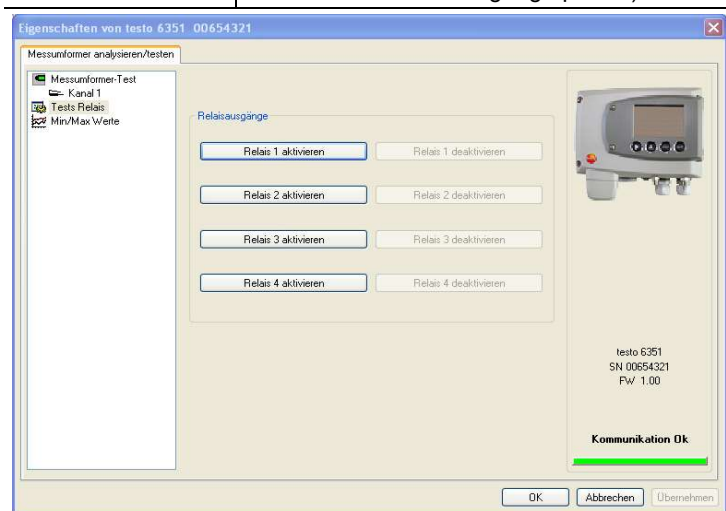 Eigenschaften von testo 6351 00654321
Messumformer analysieren/testen
Messumformer-Test
Kanal 1
Tests Relais
Min/Max Werte
Relaisausgänge
Relais 1 aktivieren
Relais 1 deaktivieren
Relais 2 aktivieren
Relais 2 deaktivieren
Relais 3 aktivieren
Relais 3 deaktivieren
Relais 4 aktivieren
Relais 4 deaktivieren
testo 6351
SN 00654321
FW 1.00
Kommunikation Ok
OK
Abbrechen
Übernehmen